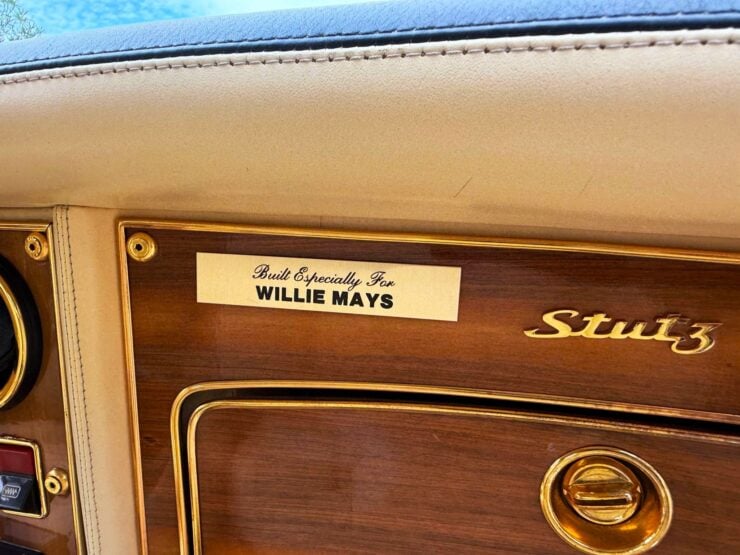 Built Especially For
WILLIE MAYS
Stutz